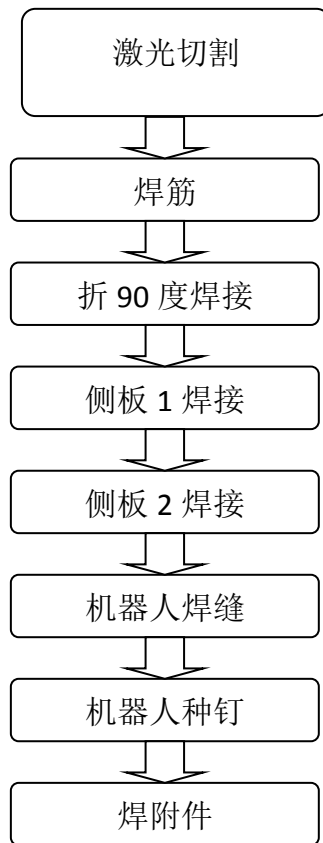 激光切割
焊筋
折 90 度焊接
侧板 1 焊接
侧板 2 焊接
机器人焊缝
机器人种钉
焊附件